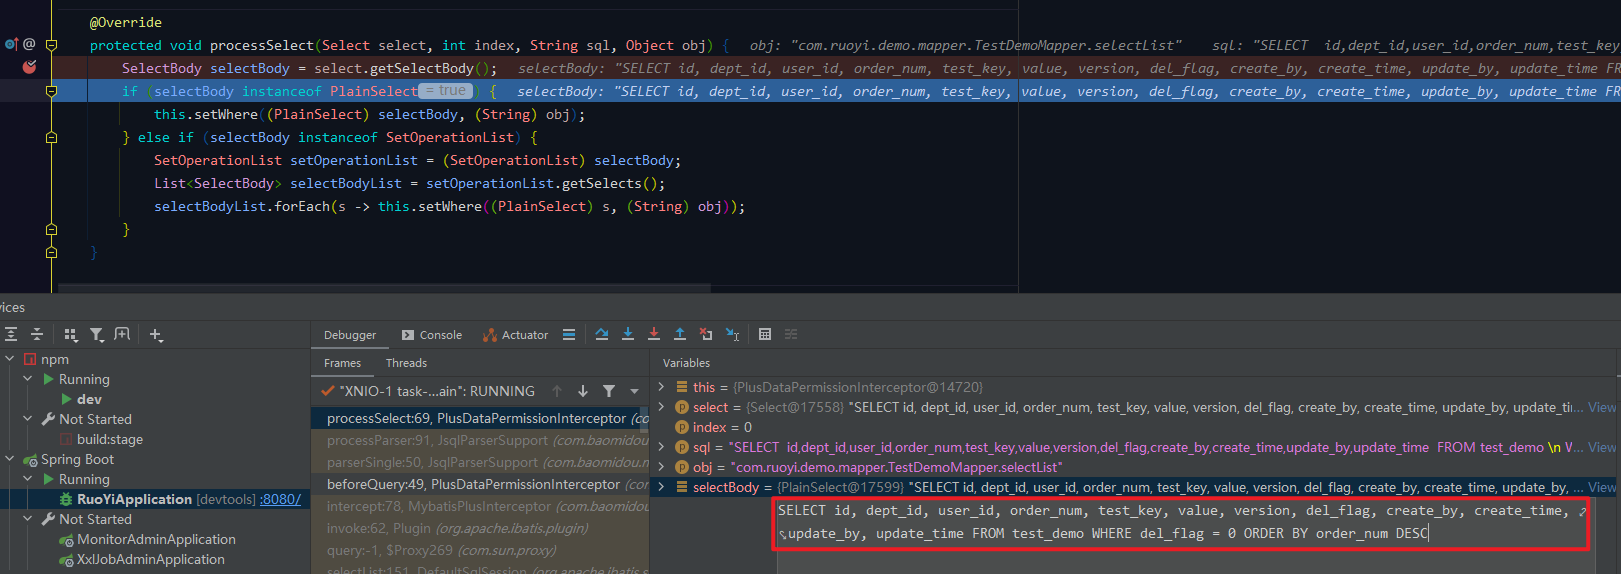 @Override
protected void processSelect(Select select, int index, String sql, Object obj) { obj: "com.ruoyi.demo.mapper.TestDemoMapper.selectList" sql: "SELECT id,dept_id,user_id,order_num,test_key,
SelectBody selectBody = select.getSelectBody(); selectBody: "SELECT id, dept_id, user_id, order_num, test_key, value, version, del_flag, create_by, create_time, update_by, update_time FR
if (selectBody instanceof PlainSelect = true ) { selectBody: "SELECT id, dept_id, user_id, order_num, test_key, value, version, del_flag, create_by, create_time, update_by, update_time FR
this.setWhere((PlainSelect) selectBody, (String) obj);
} else if (selectBody instanceof SetOperationList) {
SetOperationList setOperationList = (SetOperationList) selectBody;
List<SelectBody> selectBodyList = setOperationList.getSelects();
selectBodyList.forEach(s -> this.setWhere((PlainSelect) s, (String) obj));
}
}
vices
npm
Running
dev
Not Started
build:stage
Spring Boot
Running
RuoYiApplication [devtools] :8080/
Not Started
MonitorAdminApplication
XxlJobAdminApplication
Debugger Console Actuator
Frames Threads
"XNIO-1 task-...ain": RUNNING
processSelect:69, PlusDataPermissionInterceptor (co
processParser:91, JsqlParserSupport (com.baomidou.
parserSingle:50, JsqlParserSupport (com.baomidou.m
beforeQuery:49, PlusDataPermissionInterceptor (con
intercept:78, MybatisPlusInterceptor (com.baomidou
invoke:62, Plugin (org.apache.ibatis.plugin)
query:-1, $Proxy269 (com.sun.proxy)
selectList:151, DefaultSqlSession (org.apache.ibatis.s
Variables
this = {PlusDataPermissionInterceptor@14720}
select = {Select@17558} "SELECT id, dept_id, user_id, order_num, test_key, value, version, del_flag, create_by, create_time, update_by, update_tin... View
index = 0
sql = "SELECT id,dept_id,user_id,order_num,test_key,value,version,del_flag,create_by,create_time,update_by,update_time FROM test_demo \n W... View
obj = "com.ruoyi.demo.mapper.TestDemoMapper.selectList"
selectBody = {PlainSelect@17599} "SELECT id, dept_id, user_id, order_num, test_key, value, version, del_flag, create_by, create_time, update_by, ... View
SELECT id, dept_id, user_id, order_num, test_key, value, version, del_flag, create_by, create_time,
update_by, update_time FROM test_demo WHERE del_flag = 0 ORDER BY order_num DESC